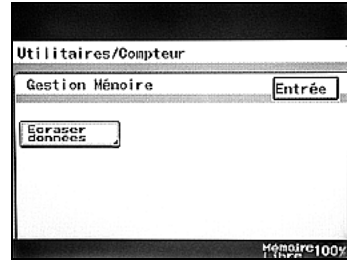 Utilitaires/Compteur
Gestion Mémoire
Entrée
Ecraser
données
Mémoire
Libre
100%